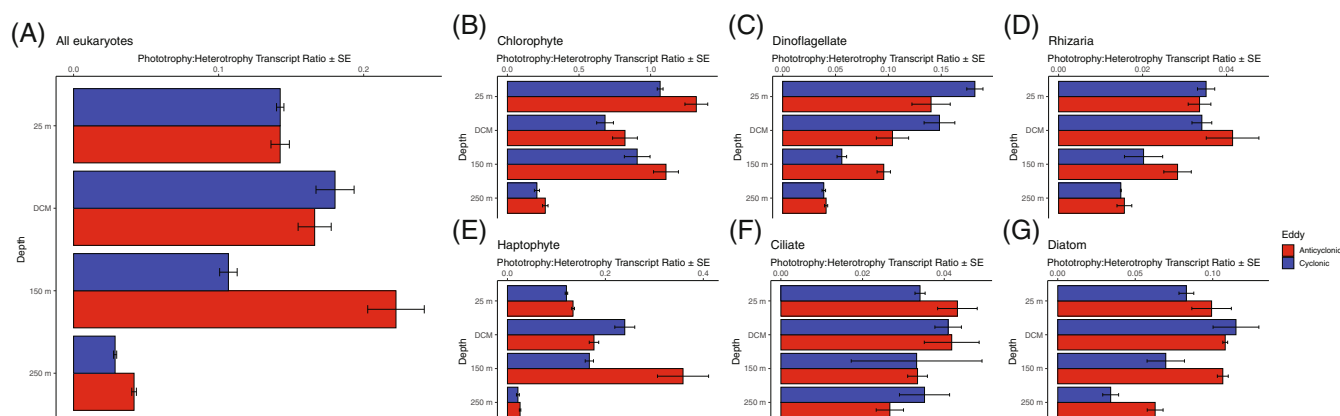 (A)
All eukaryotes
Phototrophy:Heterotrophy Transcript Ratio ± SE
0.0
0.1
0.2
Depth
25 m
DCM
150 m
250 m
(B)
Chlorophyte
Phototrophy:Heterotrophy Transcript Ratio ± SE
0.0
0.5
1.0
Depth
25 m
DCM
150 m
250 m
(C)
Dinoflagellate
Phototrophy:Heterotrophy Transcript Ratio ± SE
0.00
0.05
0.10
0.15
Depth
25 m
DCM
150 m
250 m
(D)
Rhizaria
Phototrophy:Heterotrophy Transcript Ratio ± SE
0.00
0.02
0.04
Depth
25 m
DCM
150 m
250 m
(E)
Haptophyte
Phototrophy:Heterotrophy Transcript Ratio ± SE
0.0
0.2
0.4
Depth
25 m
DCM
150 m
250 m
(F)
Ciliate
Phototrophy:Heterotrophy Transcript Ratio ± SE
0.00
0.02
0.04
Depth
25 m
DCM
150 m
250 m
(G)
Diatom
Phototrophy:Heterotrophy Transcript Ratio ± SE
0.00
0.05
0.10
Depth
25 m
DCM
150 m
250 m
Eddy
Anticyclonic
Cyclonic